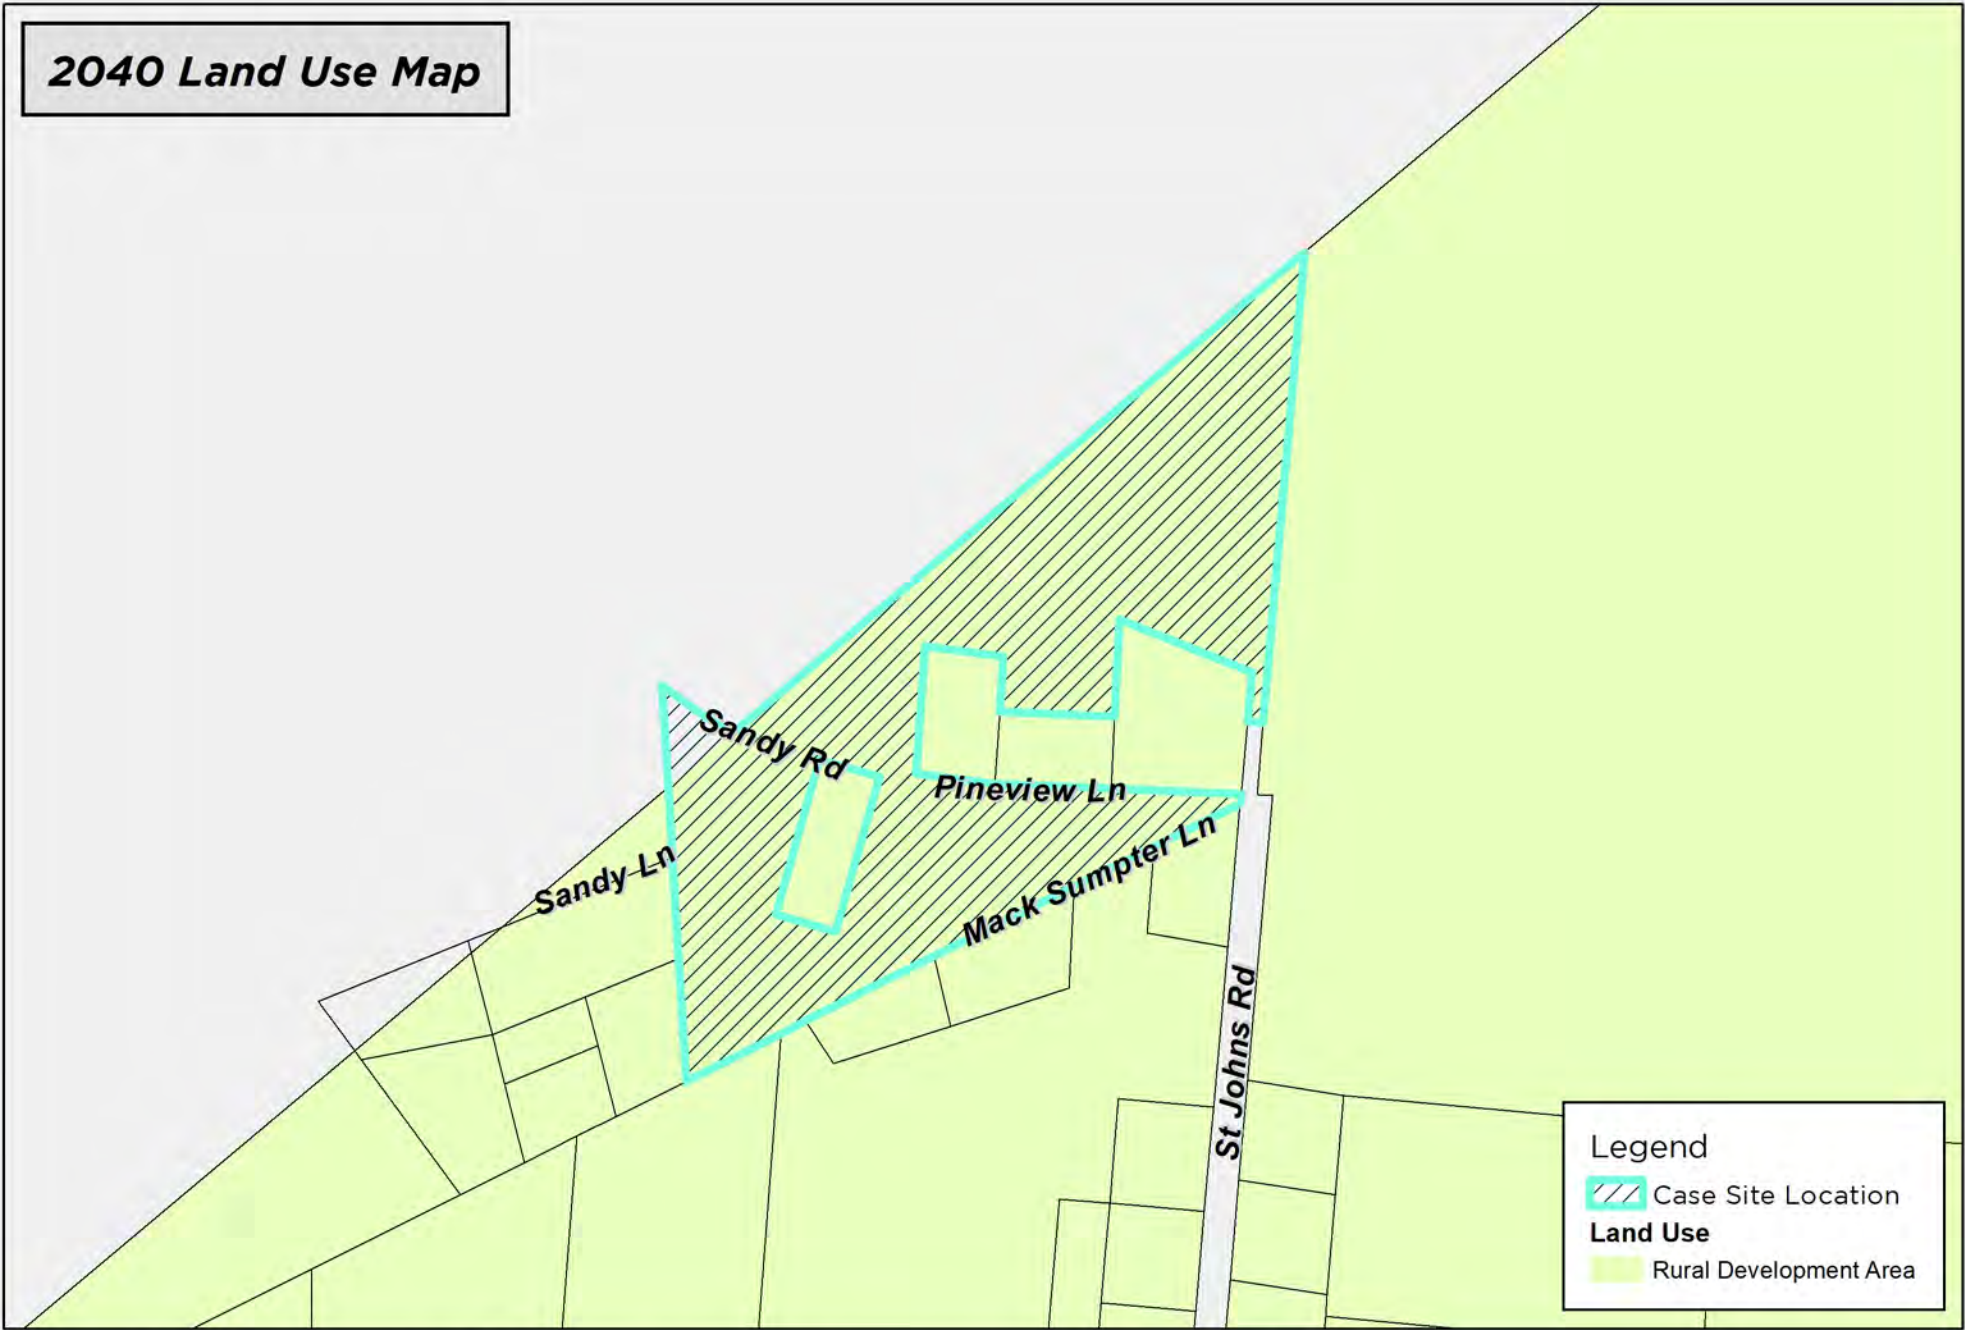 2040 Land Use Map
Sandy Rd
Pineview Ln
Mack Sumpter Ln
Sandy Ln
St Johns Rd
Legend
Case Site Location
Land Use
Rural Development Area